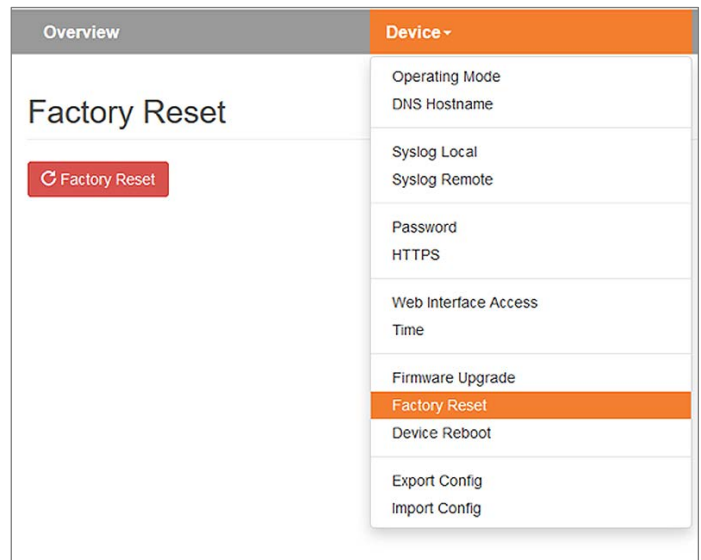 Overview
Device
Factory Reset
Factory Reset
Operating Mode
DNS Hostname
Syslog Local
Syslog Remote
Password
HTTPS
Web Interface Access
Time
Firmware Upgrade
Factory Reset
Device Reboot
Export Config
Import Config